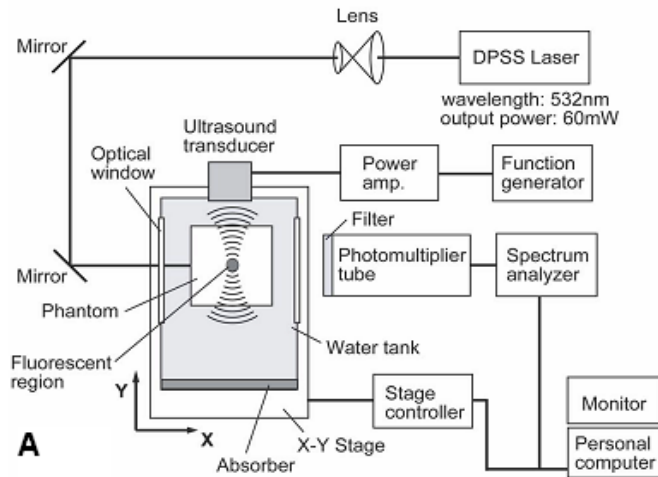 Lens
Mirror
DPSS Laser
wavelength: 532nm
output power: 60mW
Ultrasound
transducer
Optical
window
Power
amp.
Function
generator
Filter
Photomultiplier
tube
Spectrum
analyzer
Mirror
Phantom
Fluorescent
region
Water tank
Y
X
A
Stage
controller
Monitor
X-Y Stage
Personal
computer
Absorber